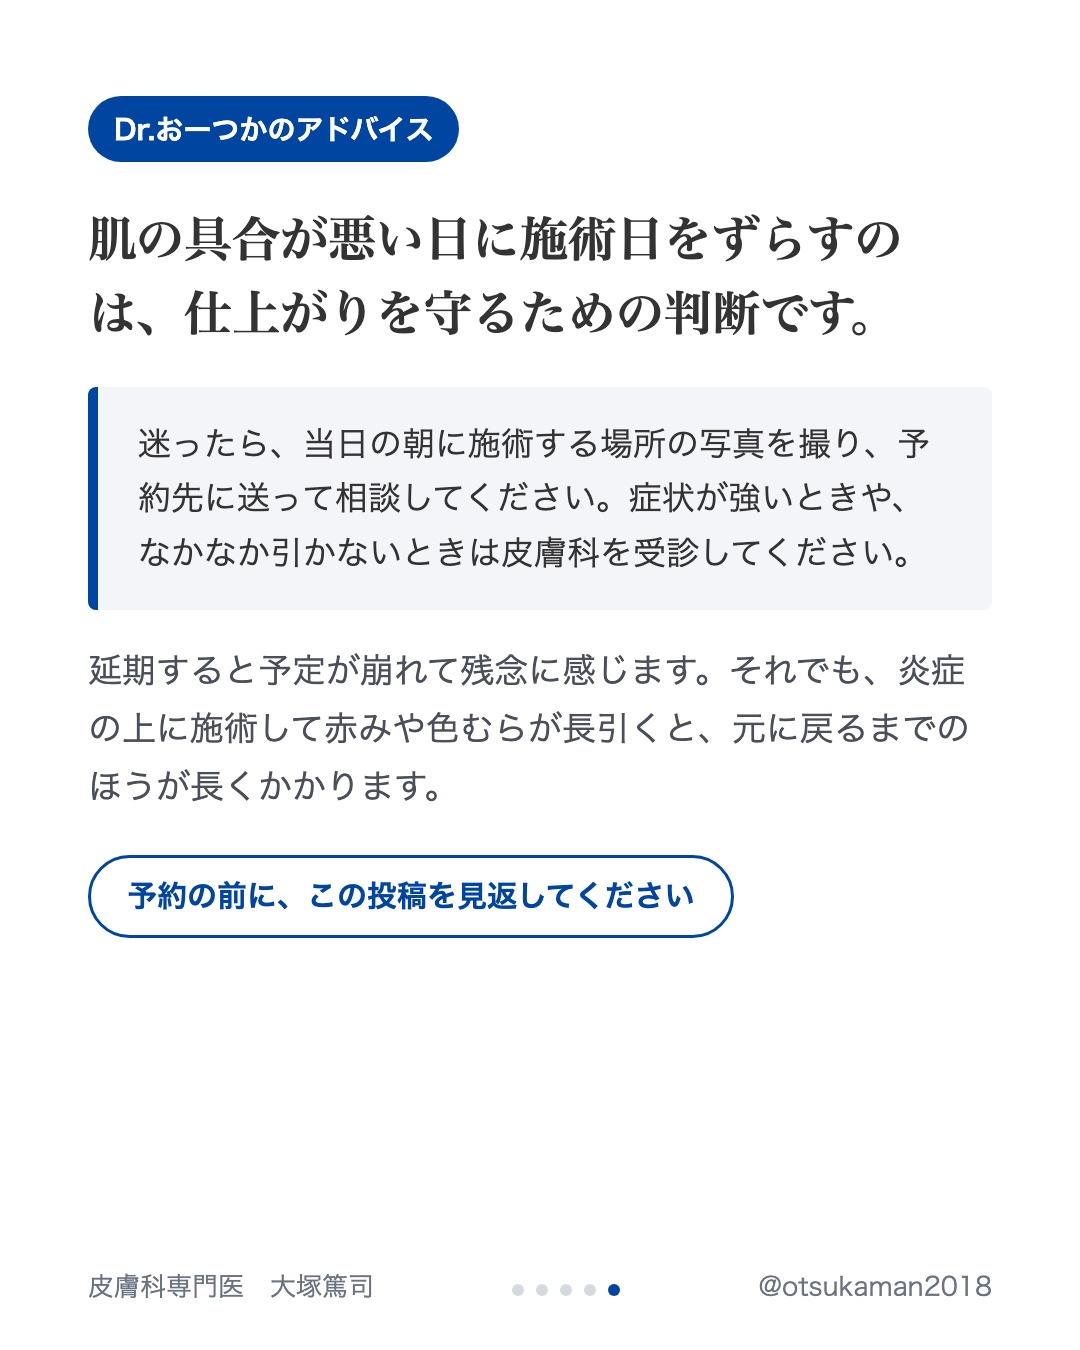 Dr.おーつかのアドバイス
肌の具合が悪い日に施術日をずらすの
は、仕上がりを守るための判断です。
迷ったら、当日の朝に施術する場所の写真を撮り、予
約先に送って相談してください。症状が強いときや、
なかなか引かないときは皮膚科を受診してください。
延期すると予定が崩れて残念に感じます。それでも、炎症
の上に施術して赤みや色むらが長引くと、元に戻るまでの
ほうが長くかかります。
予約の前に、この投稿を見返してください
皮膚科専門医　大塚篤司
@otsukaman2018